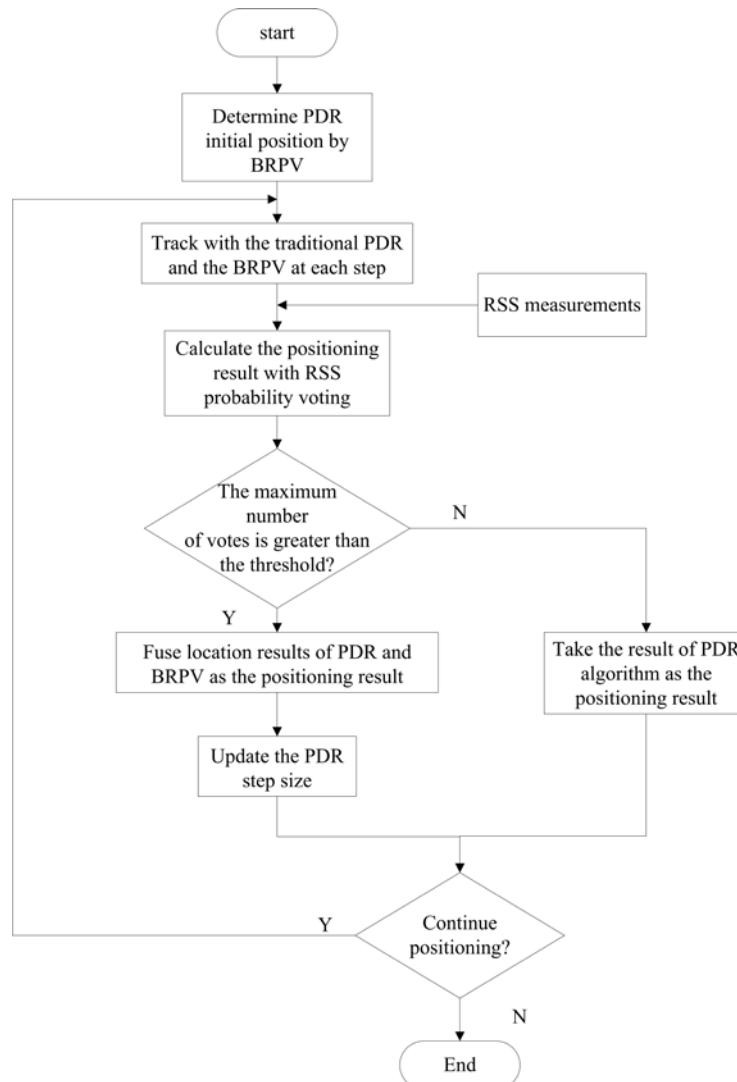 start
Determine PDR
initial position by
BRPV
Track with the traditional PDR
and the BRPV at each step
RSS measurements
Calculate the positioning
result with RSS
probability voting
The maximum
number
of votes is greater than
the threshold?
N
Y
Fuse location results of PDR and
BRPV as the positioning result
Take the result of PDR
algorithm as the
positioning result
Update the PDR
step size
Y
Continue
positioning?
N
End